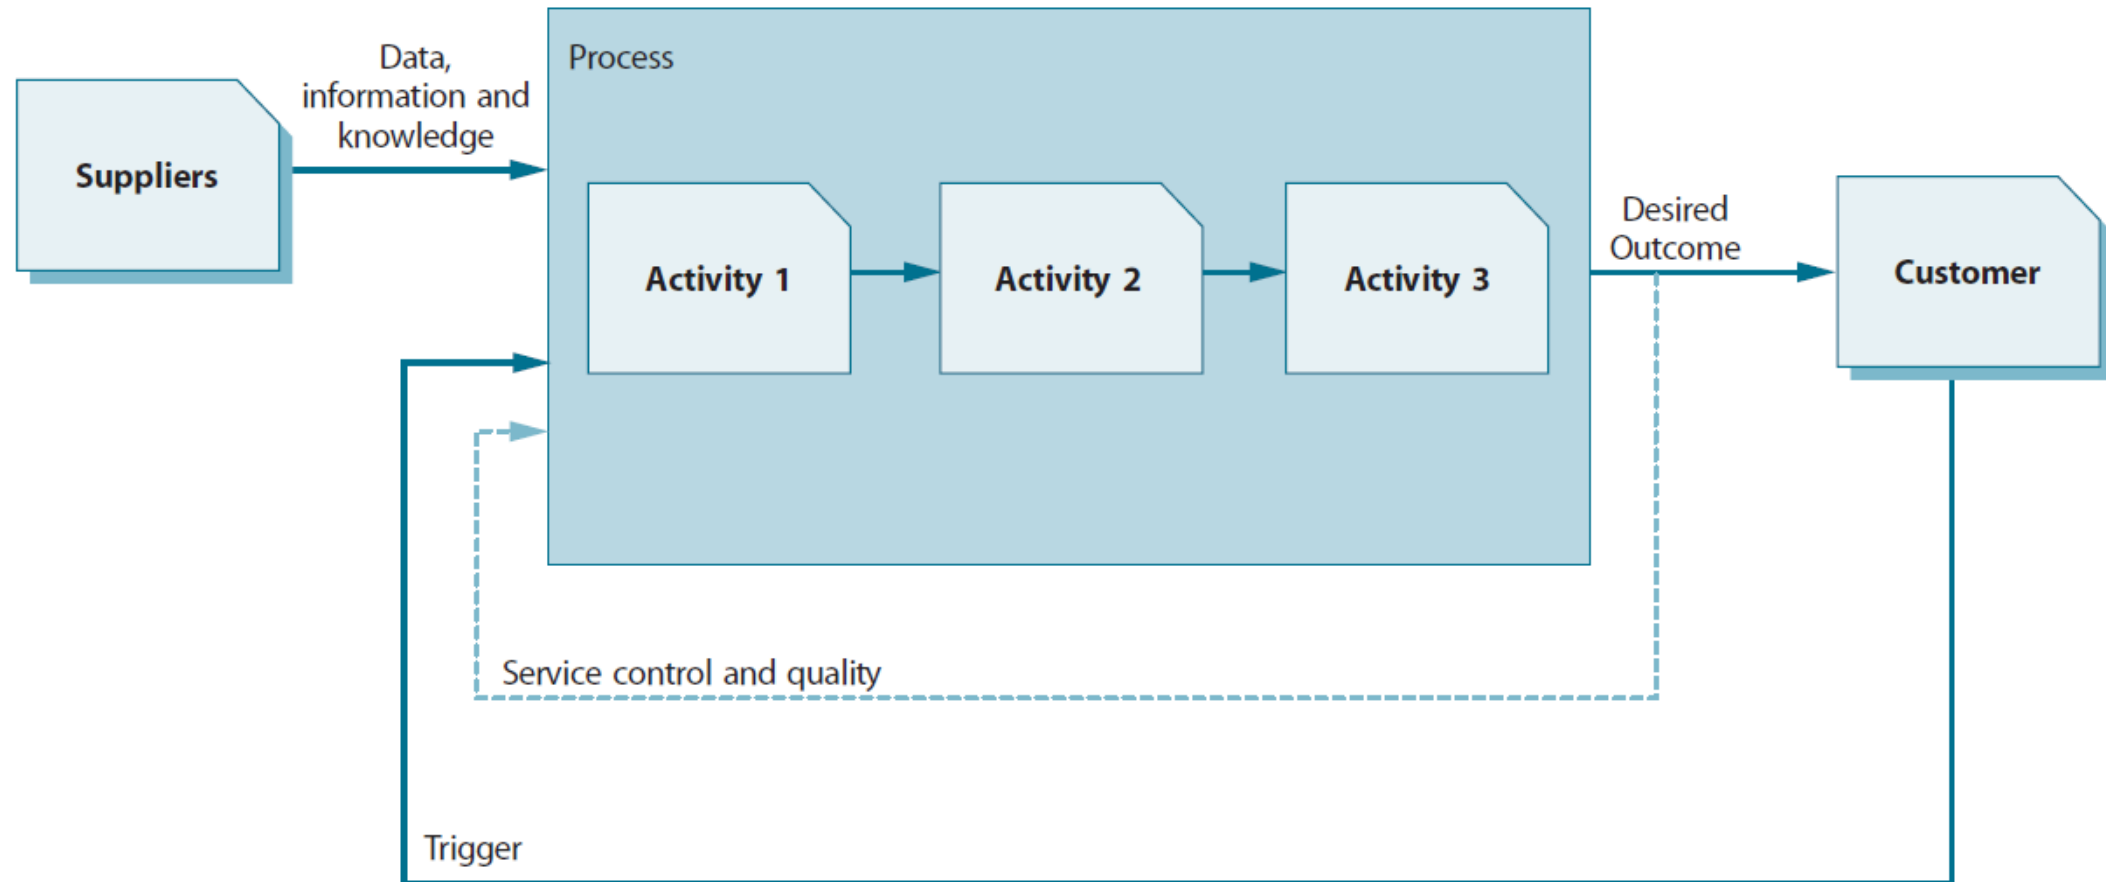 Data,
information and
knowledge
Suppliers
Process
Activity 1
Activity 2
Activity 3
Desired
Outcome
Customer
Service control and quality
Trigger